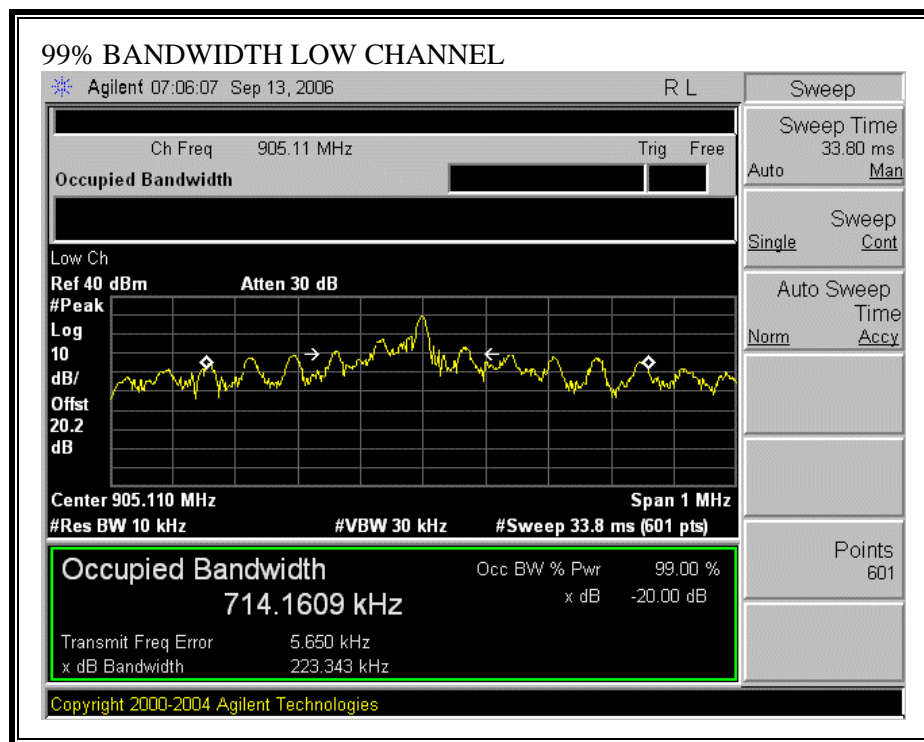 99% BANDWIDTH LOW CHANNEL
Agilent 07:06:07 Sep 13, 2006 R L
Ch Freq 905.11 MHz Trig Free
Occupied Bandwidth
Low Ch
Ref 40 dBm Atten 30 dB
#Peak
Log
10
dB/
Offst
20.2
dB
Center 905.110 MHz Span 1 MHz
#Res BW 10 kHz #VBW 30 kHz #Sweep 33.8 ms (601 pts)
Occupied Bandwidth Occ BW % Pwr 99.00 %
714.1609 kHz x dB -20.00 dB
Transmit Freq Error 5.650 kHz
x dB Bandwidth 223.343 kHz
Copyright 2000-2004 Agilent Technologies
Sweep
Sweep Time
33.80 ms
Auto Man
Sweep
Single Cont
Auto Sweep
Time
Norm Accy
Points
601